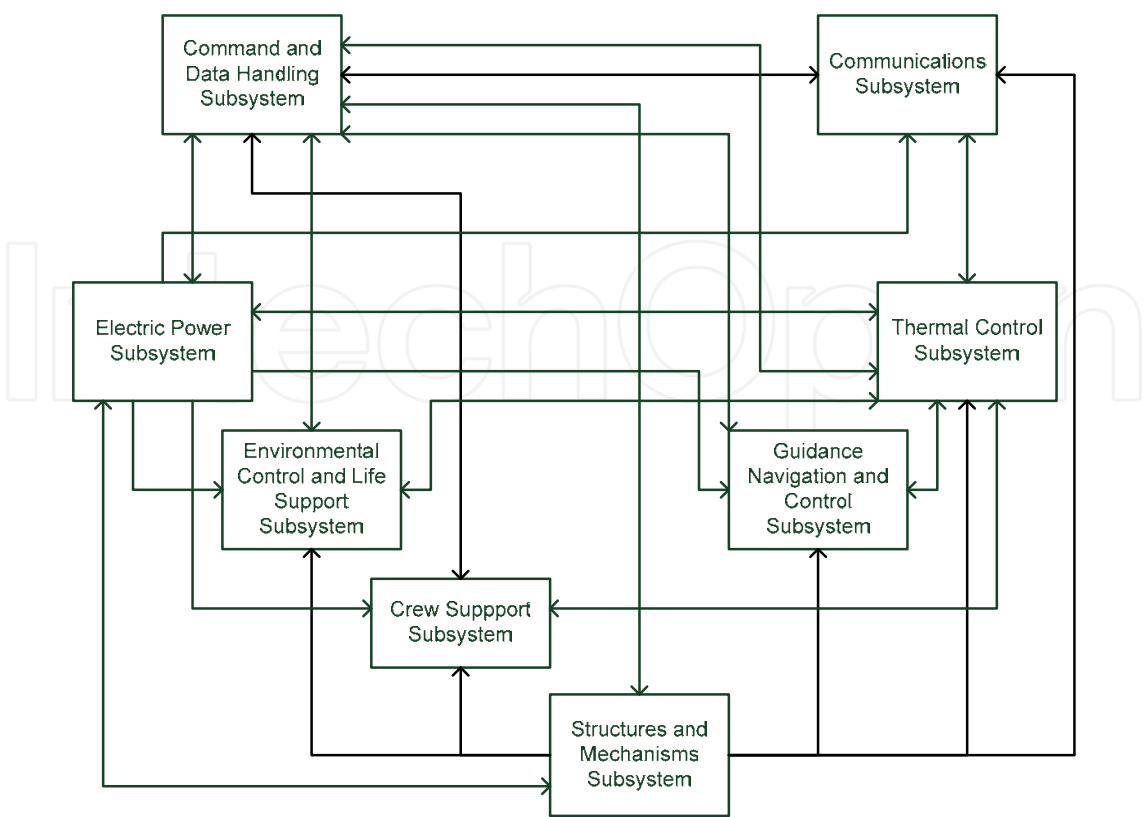 Command and
Data Handling
Subsystem
Communications
Subsystem
Electric Power
Subsystem
Thermal Control
Subsystem
Environmental
Control and Life
Support
Subsystem
Guidance
Navigation and
Control
Subsystem
Crew Suppport
Subsystem
Structures and
Mechanisms
Subsystem
IntechOpen